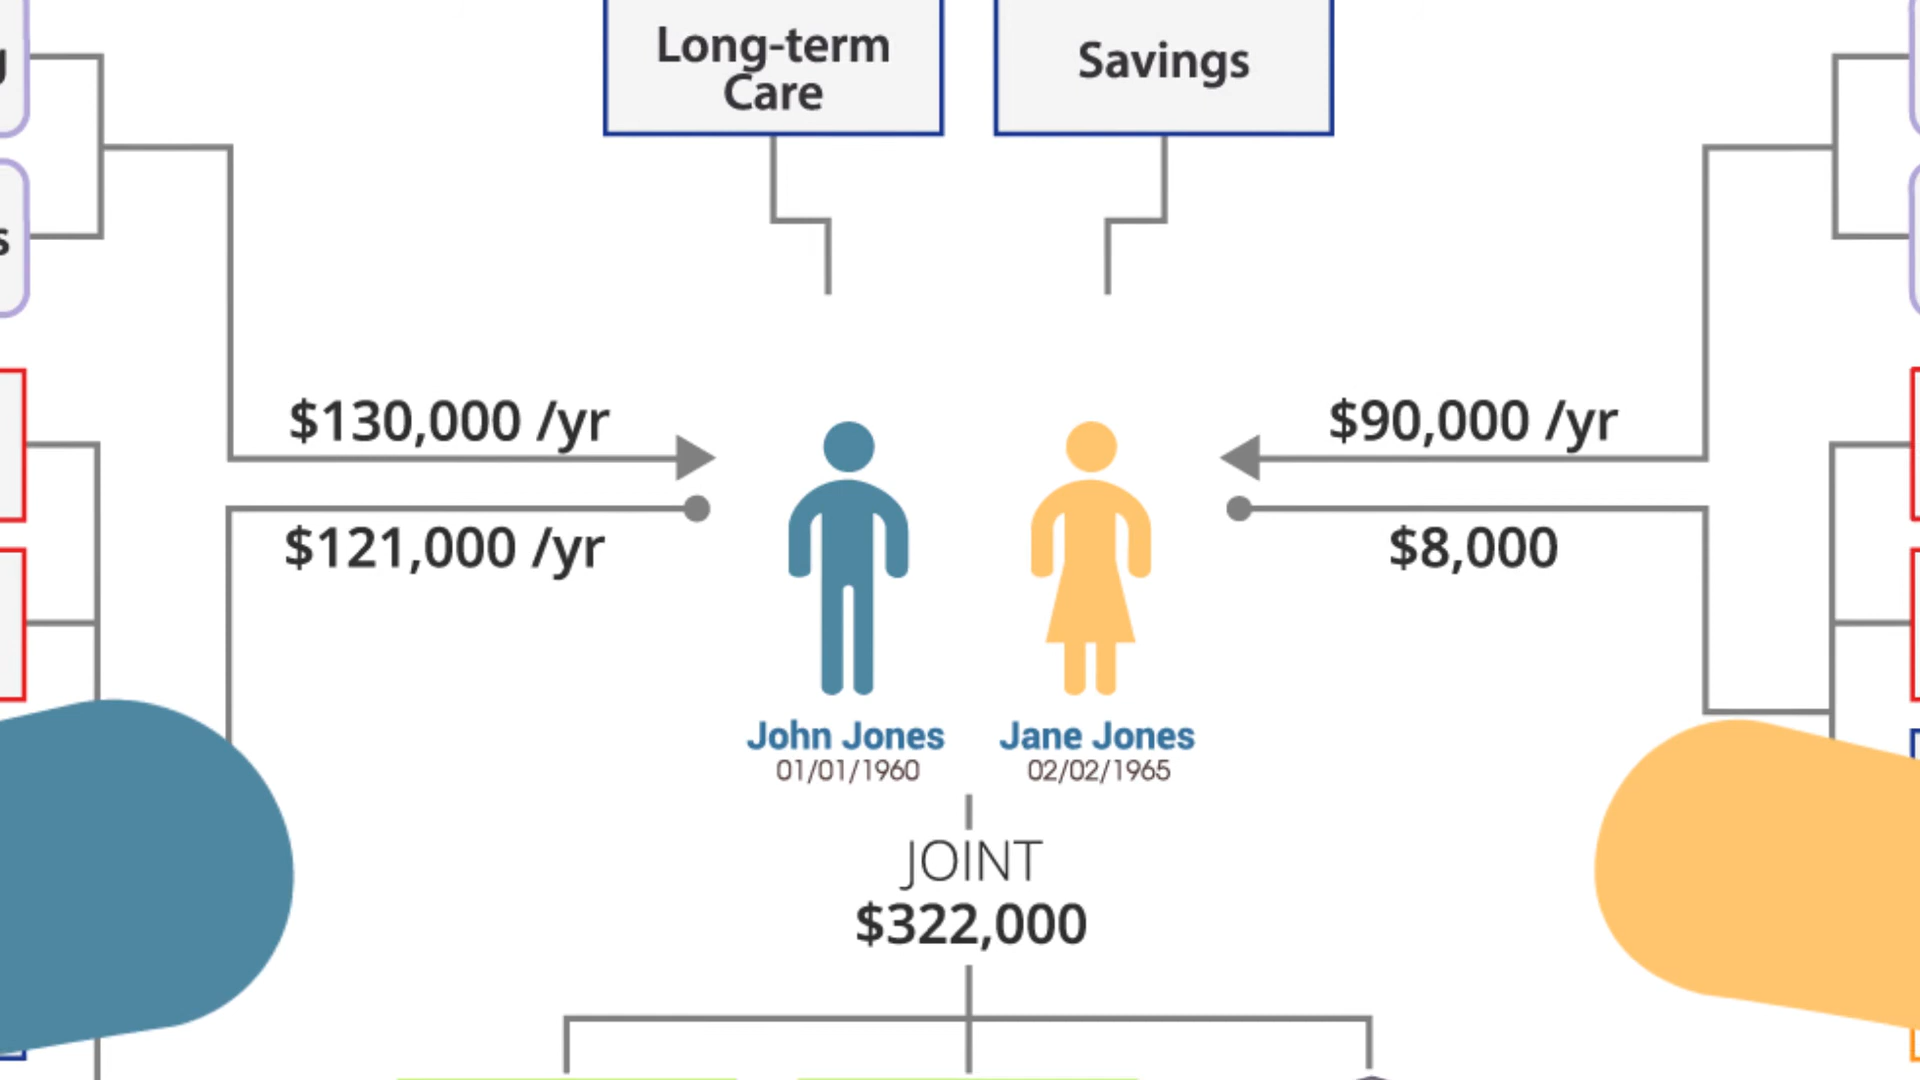 Long-term
Care
Savings
$130,000 /yr
$90,000 /yr
$121,000 /yr
$8,000
John Jones
Jane Jones
01/01/1960
02/02/1965
JOINT
$322,000